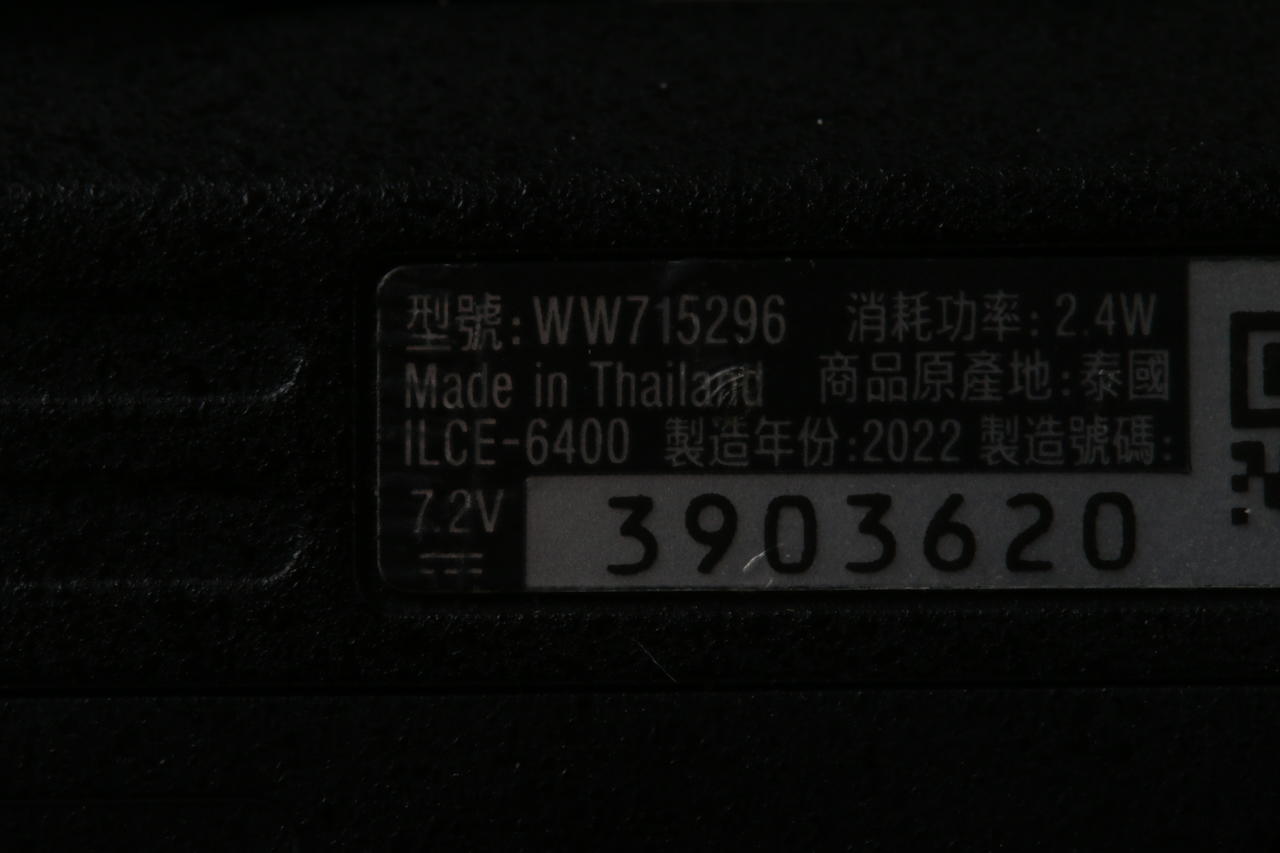 型號:WW715296 消耗功率:2.4W
Made in Thailand 商品原產地:泰國
ILCE-6400 製造年份:2022 製造號碼:
7.2V 3903620